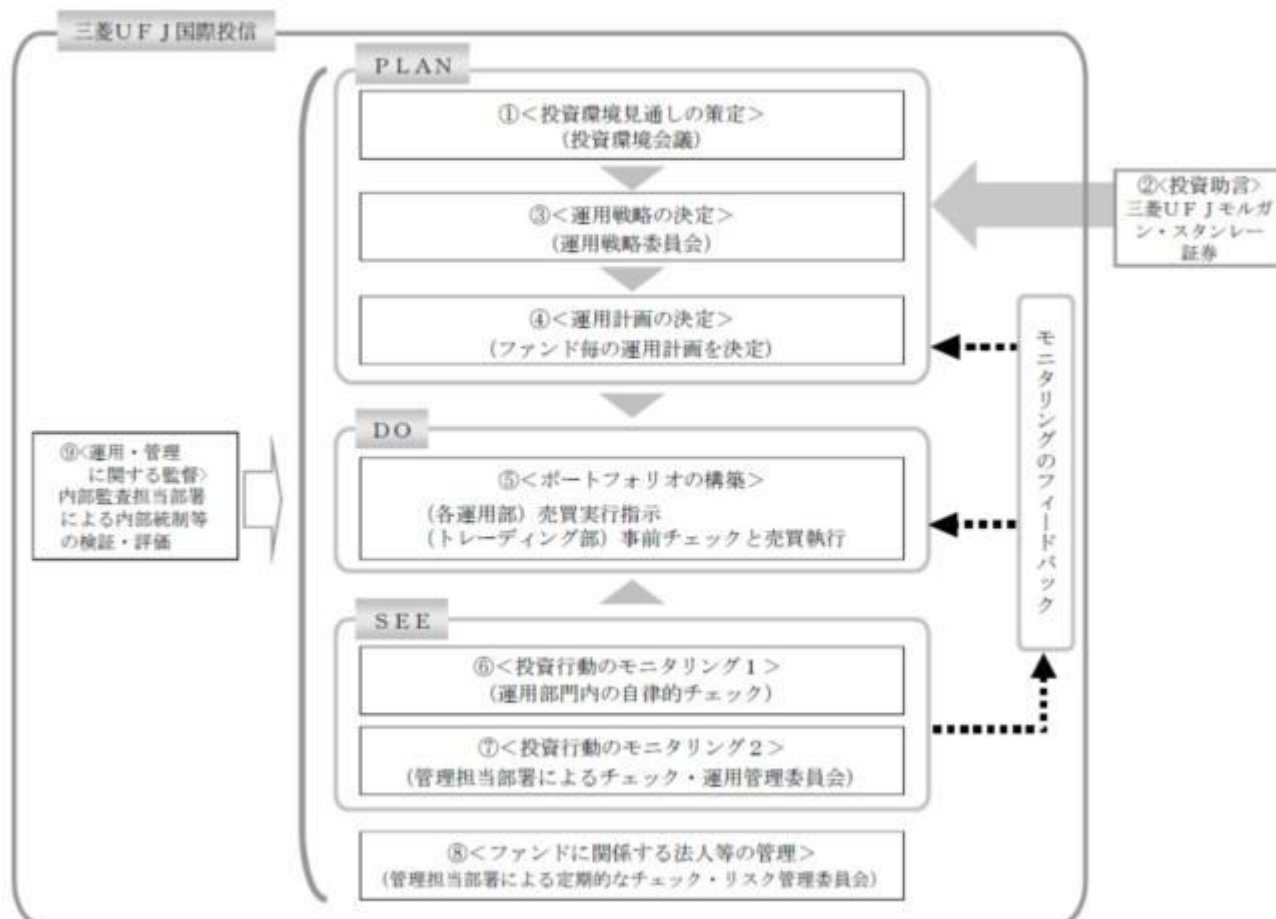 三菱UFJ国際投信
PLAN
①<投資環境見通しの策定>
(投資環境会議)
②<投資助言>
三菱UFJモルガ
ン・スタンレー
証券
③<運用戦略の決定>
(運用戦略委員会)
④<運用計画の決定>
(ファンド毎の運用計画を決定)
モニタリングのフィードバック
DO
⑤<ポートフォリオの構築>
(各運用部)売買実行指示
(トレーディング部)事前チェックと売買執行
⑨<運用・管理
に関する監督>
内部監査担当部署
による内部統制等
の検証・評価
SEE
⑥<投資行動のモニタリング1>
(運用部門内の自律的チェック)
⑦<投資行動のモニタリング2>
(管理担当部署によるチェック・運用管理委員会)
⑧<ファンドに関係する法人等の管理>
(管理担当部署による定期的なチェック・リスク管理委員会)